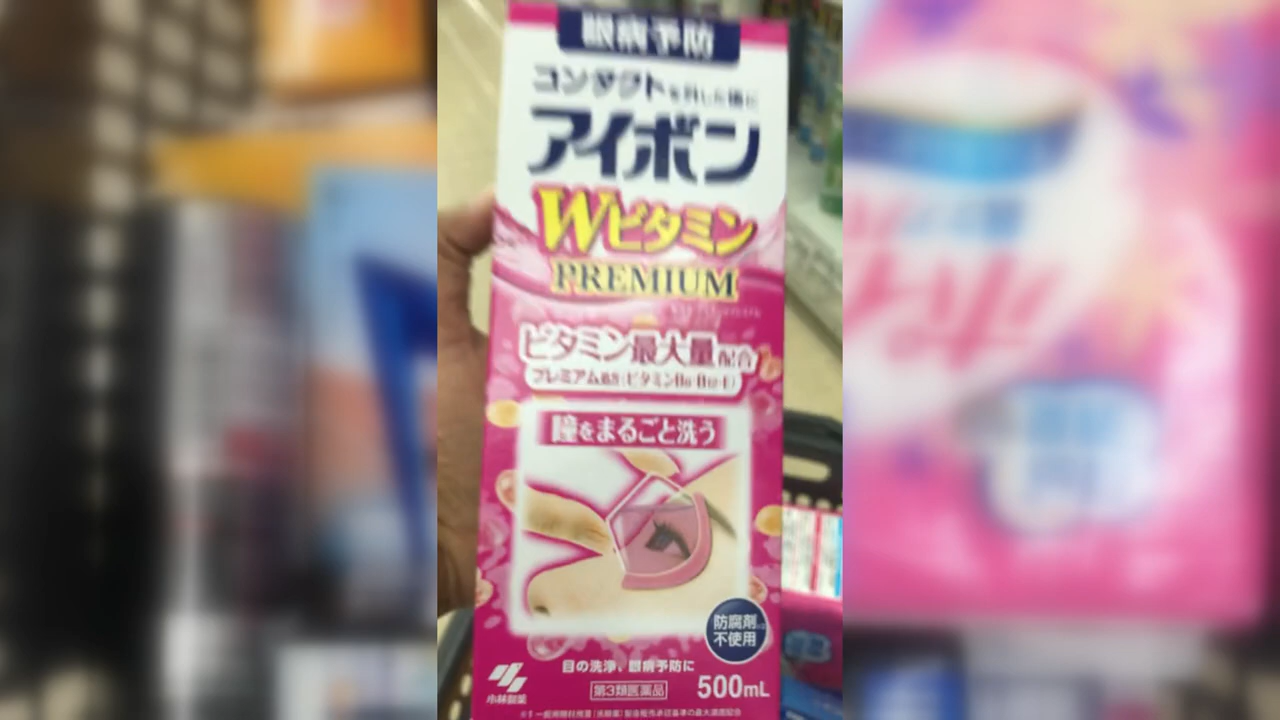 眼病予防
コンタクトを外した後に
アイボン
Wビタミン
PREMIUM
ビタミン最大量配合
瞳をまるごと洗う
防腐剤
不使用
目の洗浄、眼病予防に
第3類医薬品
500mL
小林製薬